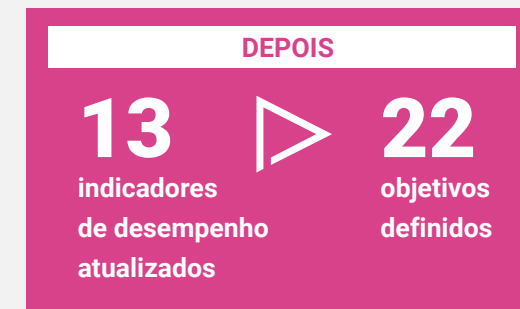 DEPOIS
13
indicadores
de desempenho
atualizados
22
objetivos
definidos